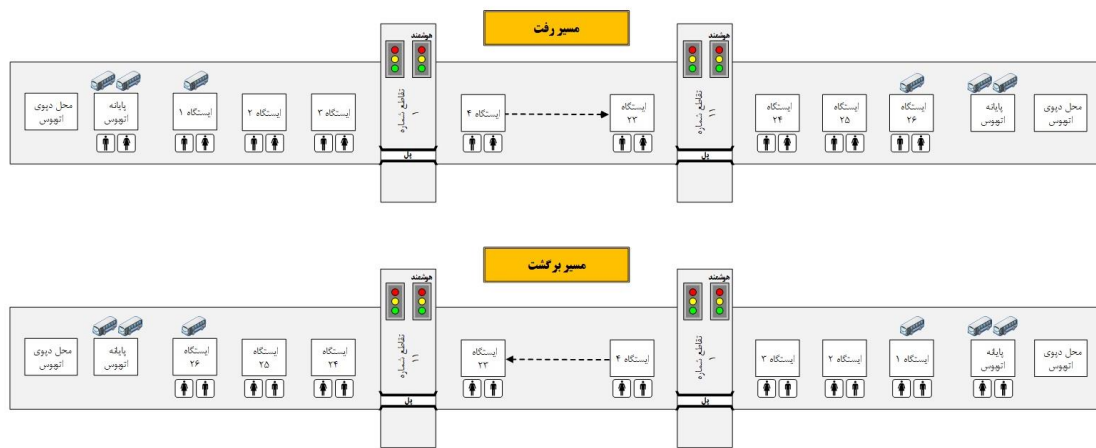 مسیر رفت
هوشمند
هوشمند
محل دپوی
اتوبوس
پایانه
اتوبوس
ایستگاه ۱
ایستگاه ۲
ایستگاه ۳
تقاطع شماره
۱
پل
ایستگاه ۴
ایستگاه
۲۳
تقاطع شماره
۱۱
پل
ایستگاه
۲۴
ایستگاه
۲۵
ایستگاه
۲۶
پایانه
اتوبوس
محل دپوی
اتوبوس
مسیر برگشت
هوشمند
هوشمند
محل دپوی
اتوبوس
پایانه
اتوبوس
ایستگاه
۲۶
ایستگاه
۲۵
ایستگاه
۲۴
تقاطع شماره
۱۱
پل
ایستگاه
۲۳
ایستگاه ۴
تقاطع شماره
۱
پل
ایستگاه ۳
ایستگاه ۲
ایستگاه ۱
پایانه
اتوبوس
محل دپوی
اتوبوس